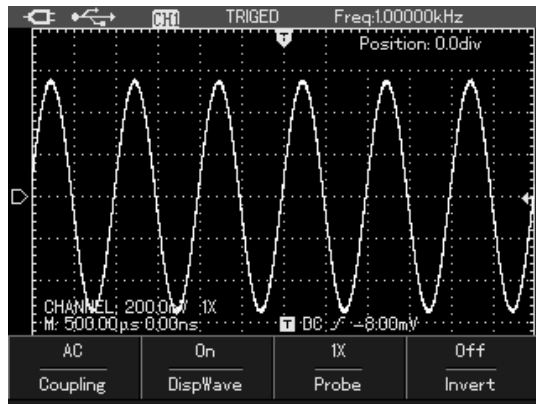 CH1 TRIGED Freq:1.00000kHz
T
Position: 0.0div
CHANNEL: 200.0mV 1X
M: 500.00μs 0.00ns
T DC -8.00mV
AC On 1X Off
Coupling DispWave Probe Invert